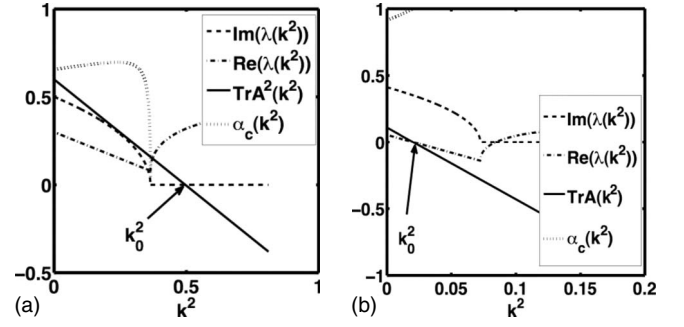 1
0.5
0
−0.5
0
0.5
1
k²
(a)
Im(λ(k²))
Re(λ(k²))
TrA²(k²)
α_c(k²)
k₀²
1
0.5
0
−0.5
−1
0
0.05
0.1
0.15
0.2
k²
(b)
Im(λ(k²))
Re(λ(k²))
TrA(k²)
α_c(k²)
k₀²